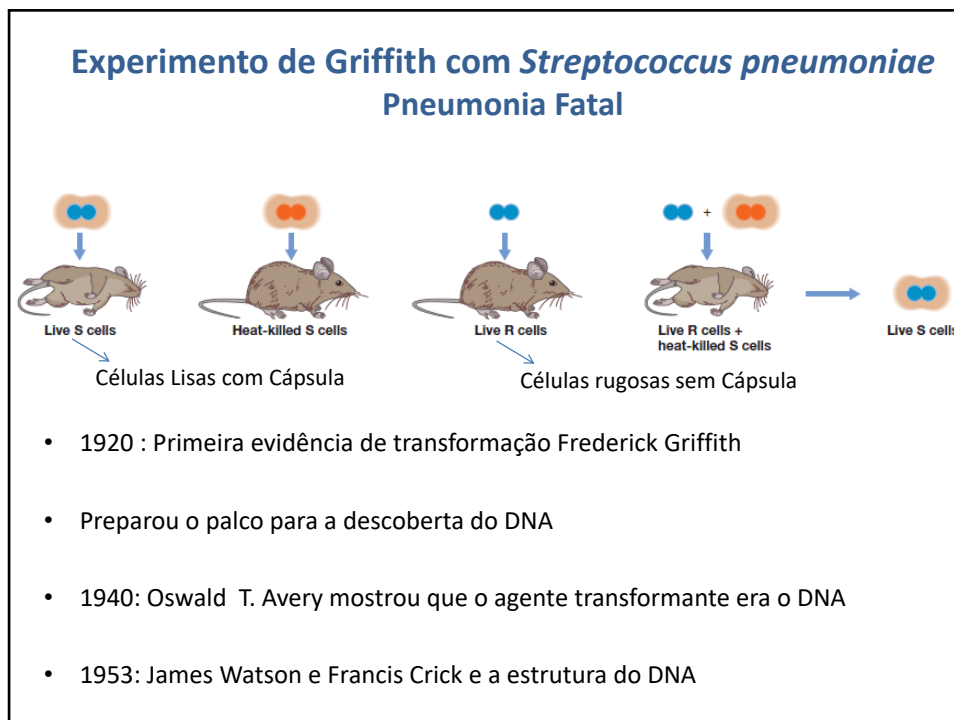 Experimento de Griffith com Streptococcus pneumoniae
Pneumonia Fatal
+
Live S cells
Heat-killed S cells
Live R cells
Live R cells +
heat-killed S cells
Live S cells
Células Lisas com Cápsula
Células rugosas sem Cápsula
• 1920 : Primeira evidência de transformação Frederick Griffith
• Preparou o palco para a descoberta do DNA
• 1940: Oswald T. Avery mostrou que o agente transformante era o DNA
• 1953: James Watson e Francis Crick e a estrutura do DNA